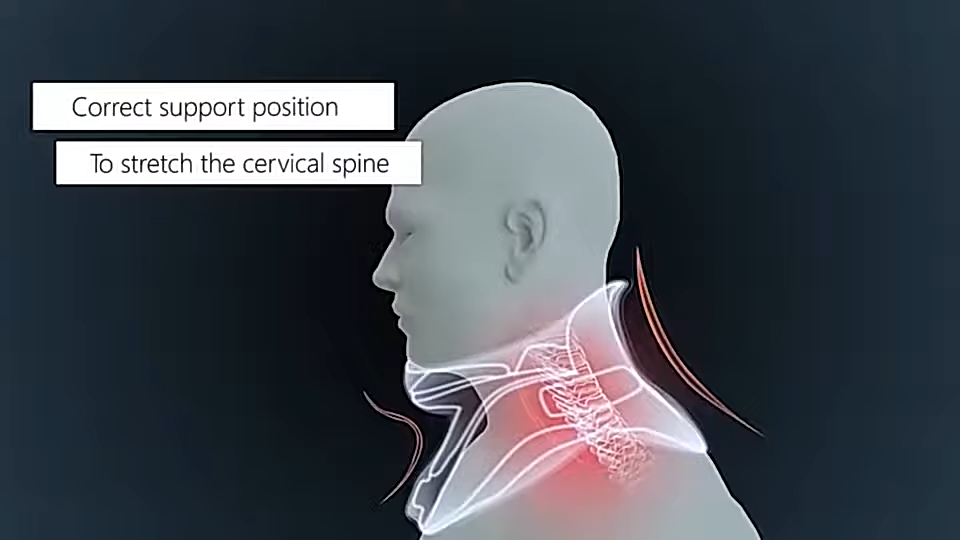 Correct support position
To stretch the cervical spine